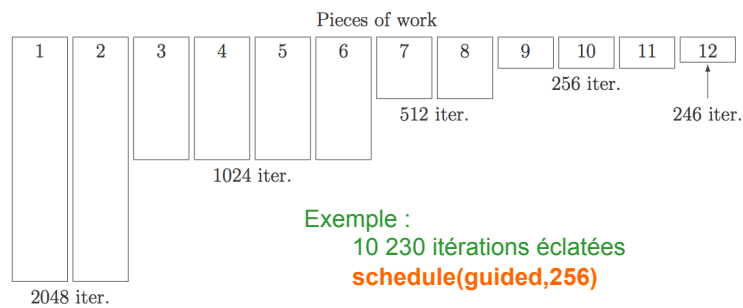 Pieces of work
1 2 3 4 5 6 7 8 9 10 11 12
256 iter.
512 iter. 246 iter.
1024 iter.
Exemple :
10 230 itérations éclatées
schedule(guided,256)
2048 iter.